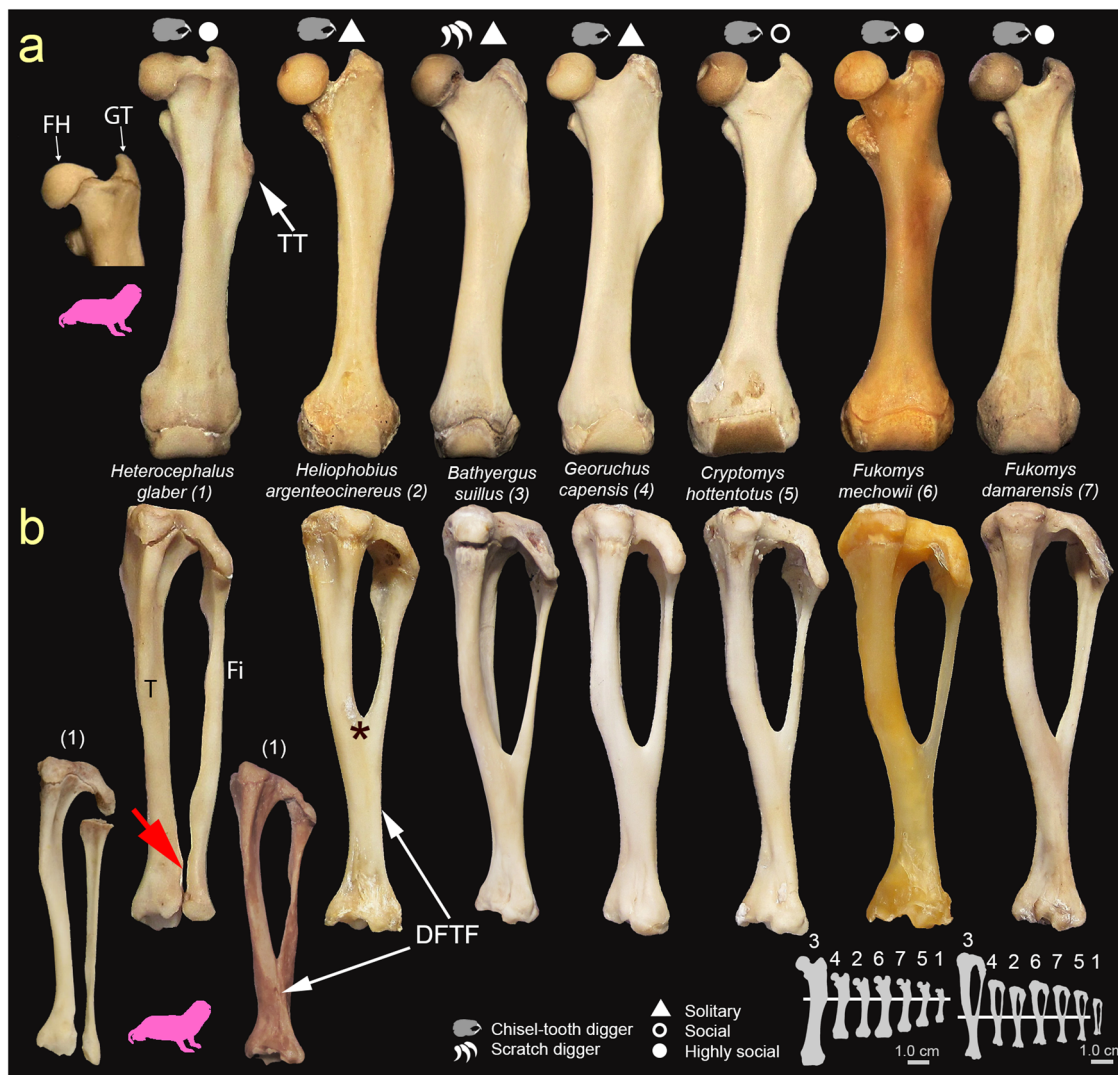 a
FH
GT
TT
Heterocephalus
glaber (1)
Heliophobius
argenteocinereus (2)
Bathyergus
suillus (3)
Georuchus
capensis (4)
Cryptomys
hottentotus (5)
Fukomys
mechowii (6)
Fukomys
damarensis (7)
b
T
Fi
*
(1)
(1)
DFTF
Chisel-tooth digger
Scratch digger
Solitary
Social
Highly social
3
4 2 6 7 5 1
1.0 cm
3
4 2 6 7 5 1
1.0 cm